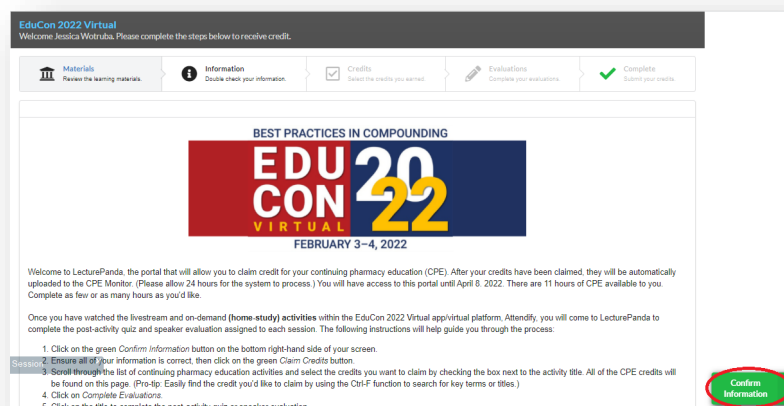 EduCon 2022 Virtual
Welcome Jessica Wotruba. Please complete the steps below to receive credit.
Materials
Review the learning materials.
Information
Double check your information.
Credits
Select the credits you earned.
Evaluations
Complete your evaluations.
Complete
Submit your credits.
BEST PRACTICES IN COMPOUNDING
EDU 20
CON 22
VIRTUAL
FEBRUARY 3–4, 2022
Welcome to LecturePanda, the portal that will allow you to claim credit for your continuing pharmacy education (CPE). After your credits have been claimed, they will be automatically
uploaded to the CPE Monitor. (Please allow 24 hours for the system to process.) You will have access to this portal until April 8. 2022. There are 11 hours of CPE available to you.
Complete as few or as many hours as you'd like.
Once you have watched the livestream and on-demand (home-study) activities within the EduCon 2022 Virtual app/virtual platform, Attendify, you will come to LecturePanda to
complete the post-activity quiz and speaker evaluation assigned to each session. The following instructions will help guide you through the process:
1. Click on the green Confirm Information button on the bottom right-hand side of your screen.
2. Ensure all of your information is correct, then click on the green Claim Credits button.
Session
3. Scroll through the list of continuing pharmacy education activities and select the credits you want to claim by checking the box next to the activity title. All of the CPE credits will
be found on this page. (Pro-tip: Easily find the credit you'd like to claim by using the Ctrl-F function to search for key terms or titles.)
4. Click on Complete Evaluations.
5. Click on the title to complete the post-activity quiz or speaker evaluation
Confirm
Information